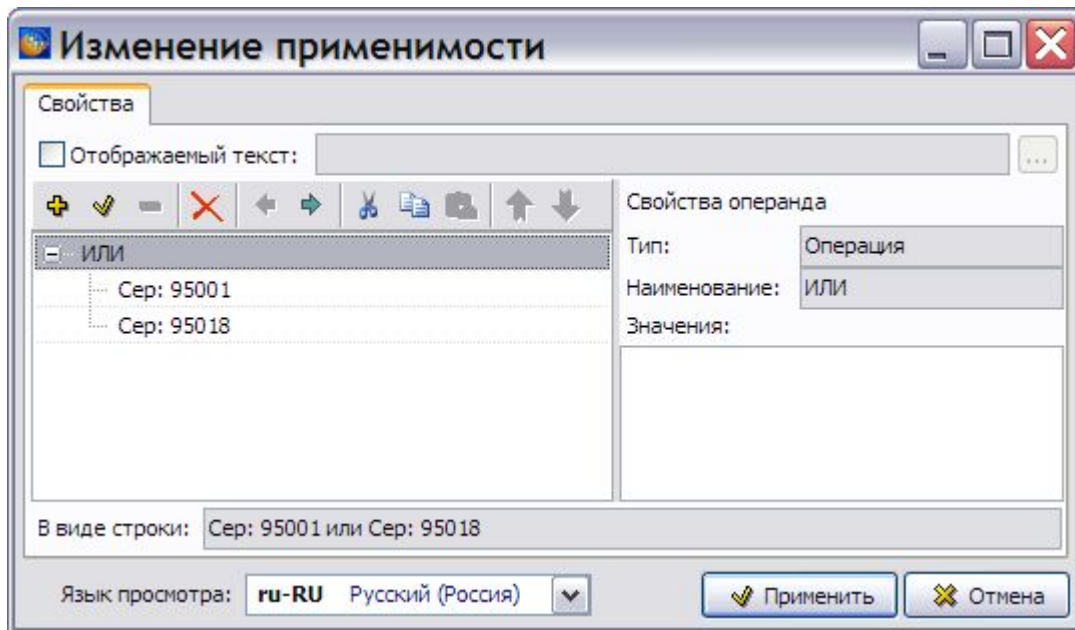 Изменение применимости
Свойства
Отображаемый текст:
...
ИЛИ
Сер: 95001
Сер: 95018
Свойства операнда
Тип: Операция
Наименование: ИЛИ
Значения:
В виде строки: Сер: 95001 или Сер: 95018
Язык просмотра: ru-RU Русский (Россия)
Применить
Отмена